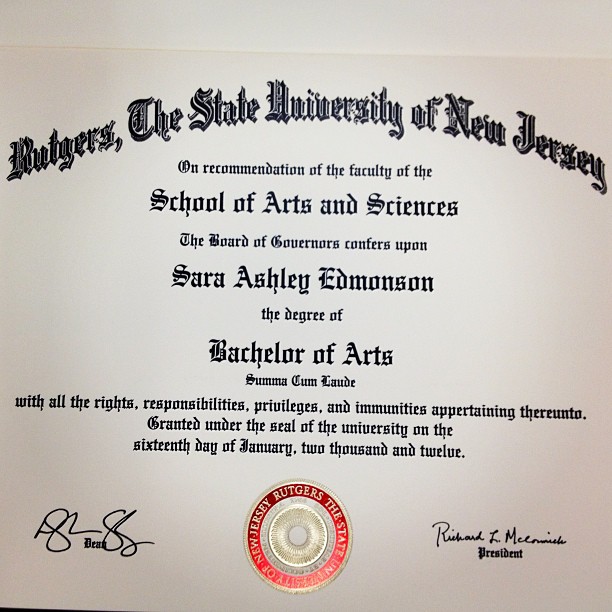 Rutgers, The State University of New Jersey
On recommendation of the faculty of the
School of Arts and Sciences
The Board of Governors confers upon
Sara Ashley Edmonson
the degree of
Bachelor of Arts
Summa Cum Laude
with all the rights, responsibilities, privileges, and immunities appertaining thereunto.
Granted under the seal of the university on the
sixteenth day of January, two thousand and twelve.
RUTGERS THE STATE UNIVERSITY OF NEW JERSEY
Dean
Richard L. McCormick
President